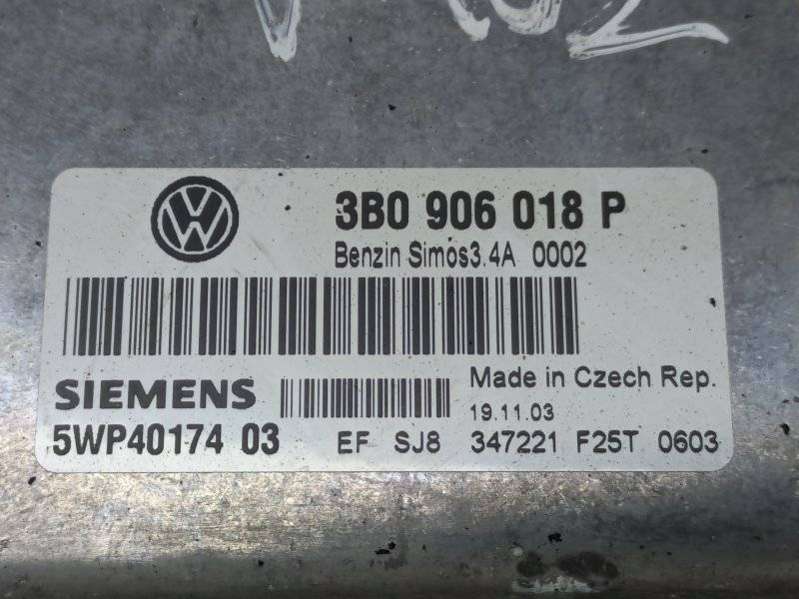 3B0 906 018 P
Benzin Simos3.4A 0002
SIEMENS
Made in Czech Rep.
19.11.03
5WP40174 03
EF SJ8 347221 F25T 0603